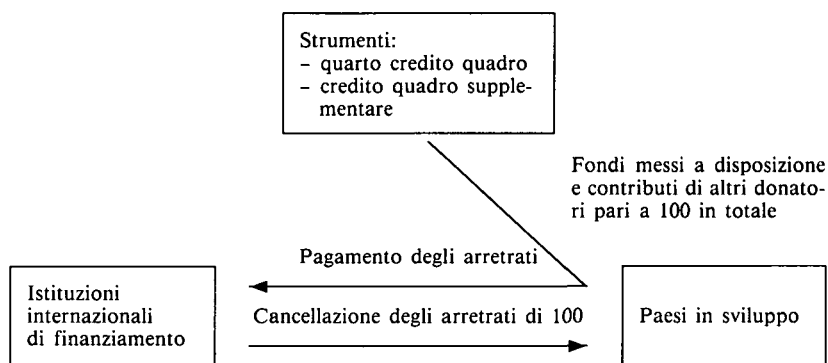 Strumenti:
– quarto credito quadro
– credito quadro supple-
mentare
Fondi messi a disposizione
e contributi di altri donato-
ri pari a 100 in totale
Pagamento degli arretrati
Istituzioni
internazionali
di finanziamento
Cancellazione degli arretrati di 100
Paesi in sviluppo